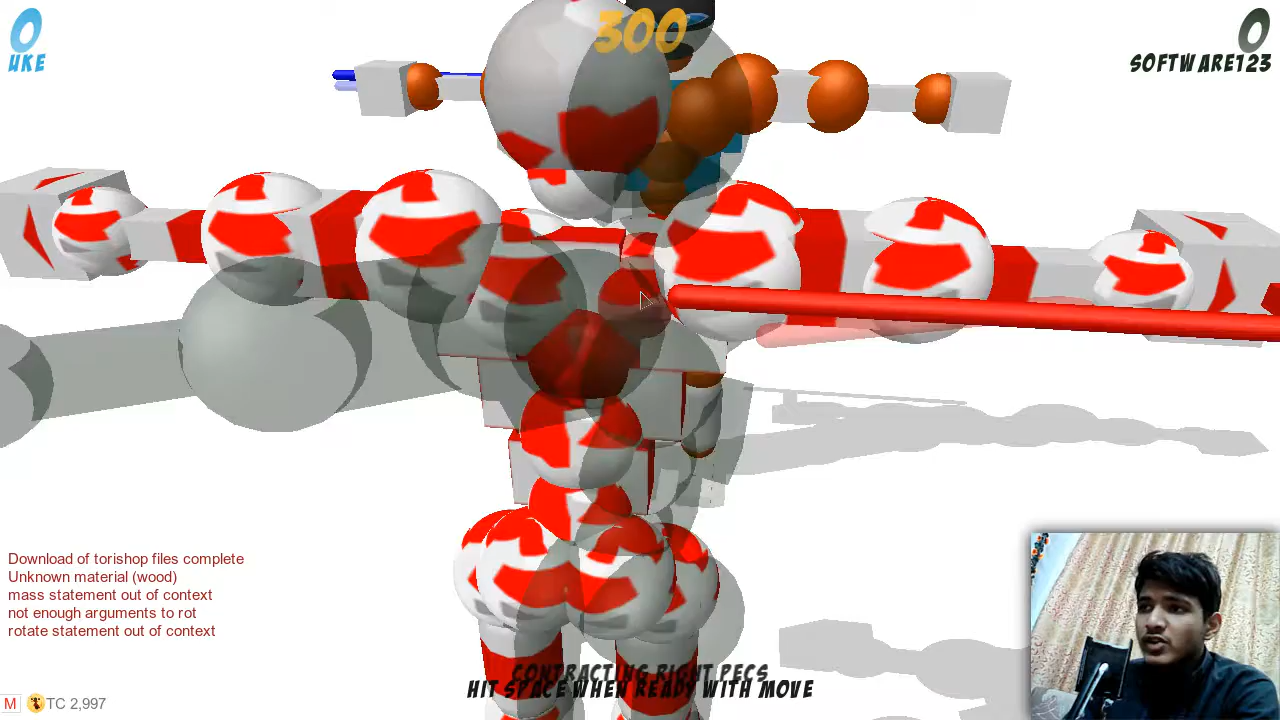 0
UKE
300
0
SOFTWARE123
Download of torishop files complete
Unknown material (wood)
mass statement out of context
not enough arguments to rot
rotate statement out of context
CONTRACTING RIGHT PECS
HIT SPACE WHEN READY WITH MOVE
M TC 2,997